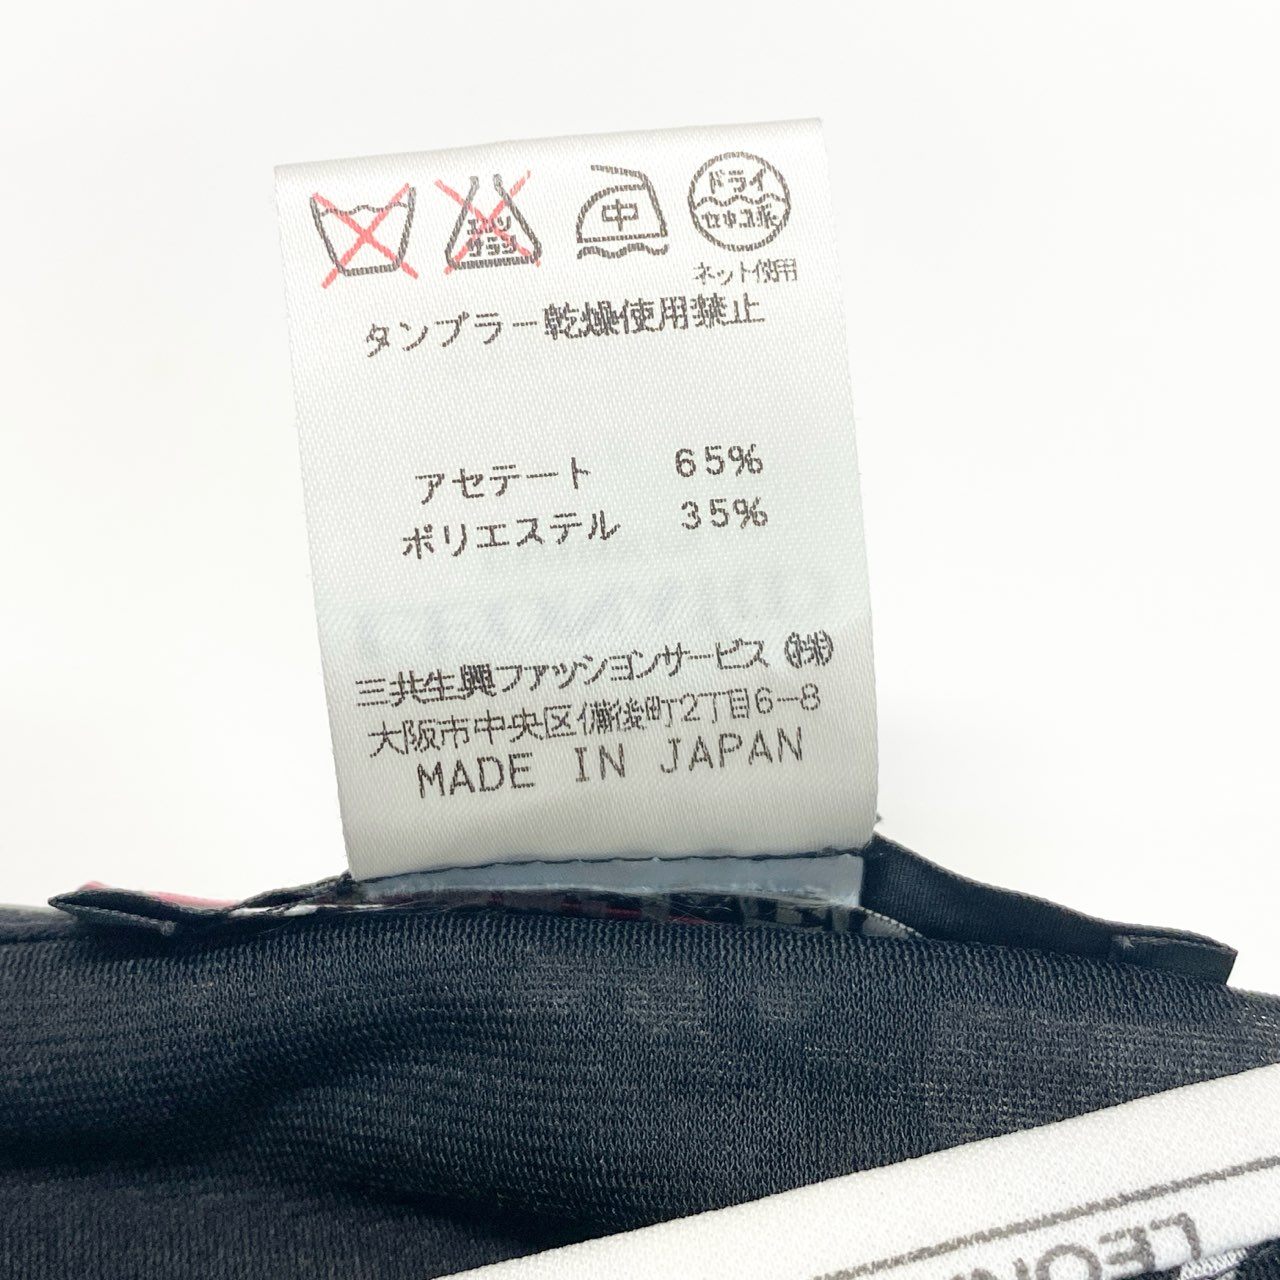 エンソ
サラシ
中
ドライ
セキユ系
ネット使用
タンブラー乾燥使用禁止
アセテート 65%
ポリエステル 35%
三共生興ファッションサービス㈱
大阪市中央区備後町2丁目6-8
MADE IN JAPAN